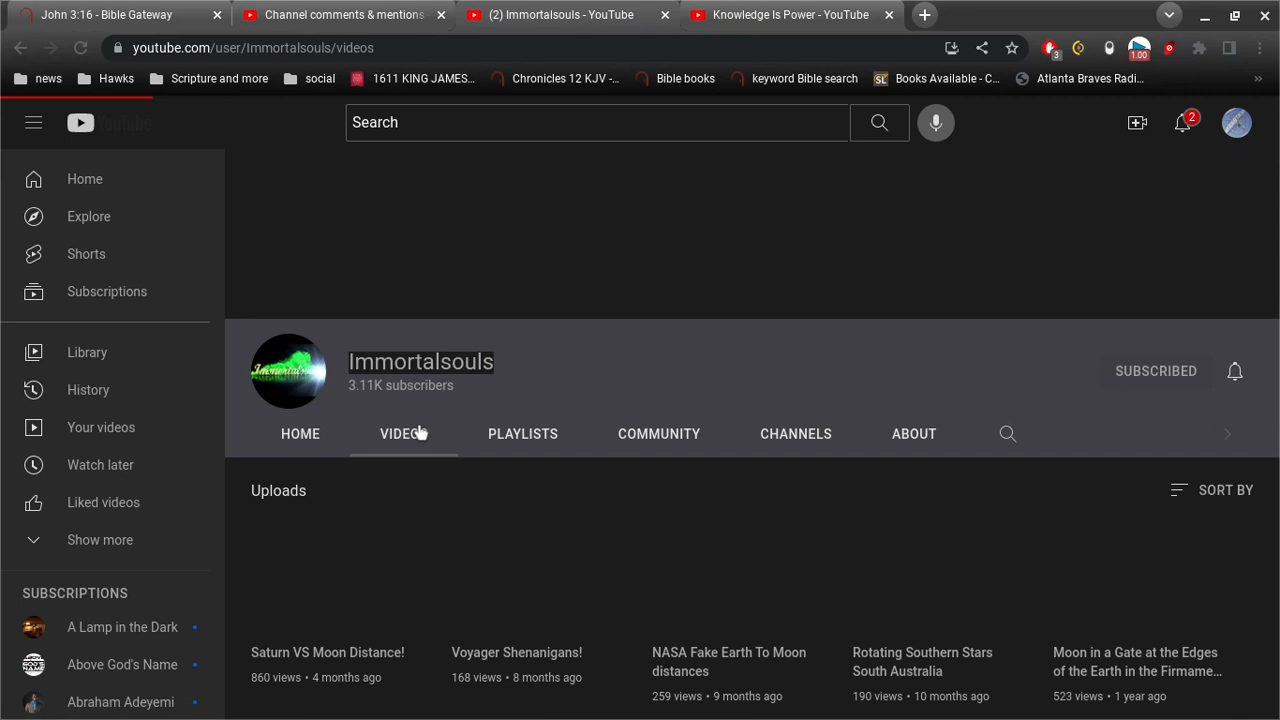 John 3:16 - Bible Gateway
Channel comments & mentions
(2) Immortalsouls - YouTube
Knowledge Is Power - YouTube
youtube.com/user/Immortalsouls/videos
3
1.00
news
Hawks
Scripture and more
social
1611 KING JAMES...
Chronicles 12 KJV -...
Bible books
keyword Bible search
SL
Books Available - C...
Atlanta Braves Radi...
»
YouTube
Search
2
Home
Explore
Shorts
Subscriptions
Library
History
Your videos
Watch later
Liked videos
Show more
SUBSCRIPTIONS
A Lamp in the Dark
Above God's Name
Abraham Adeyemi
Immortalsouls
3.11K subscribers
SUBSCRIBED
HOME
VIDEOS
PLAYLISTS
COMMUNITY
CHANNELS
ABOUT
Uploads
SORT BY
Saturn VS Moon Distance!
860 views • 4 months ago
Voyager Shenanigans!
168 views • 8 months ago
NASA Fake Earth To Moon
distances
259 views • 9 months ago
Rotating Southern Stars
South Australia
190 views • 10 months ago
Moon in a Gate at the Edges
of the Earth in the Firmame...
523 views • 1 year ago